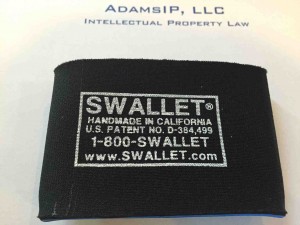 ADAMSIP, LLC
INTELLECTUAL PROPERTY LAW
SWALLET®
HANDMADE IN CALIFORNIA
U.S. PATENT NO. D-384,499
1-800-SWALLET
www.SWALLET.com